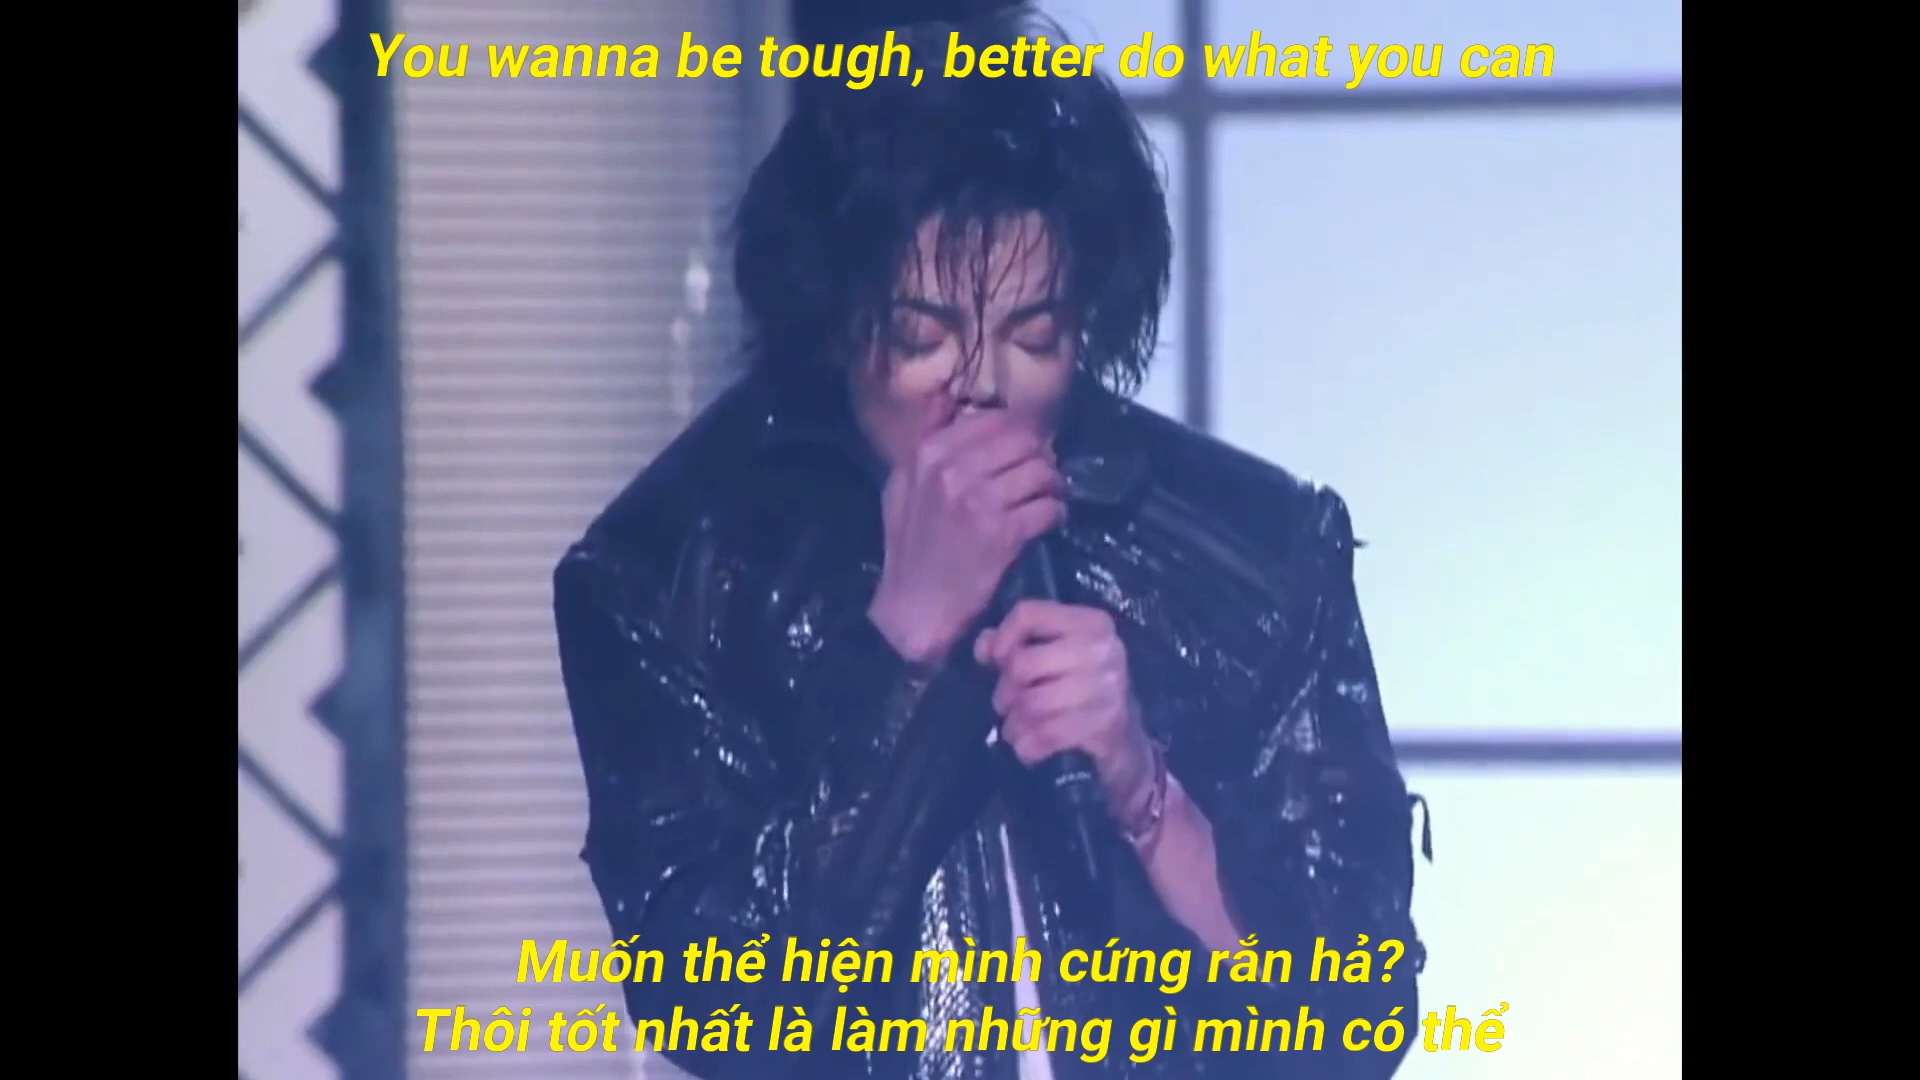 You wanna be tough, better do what you can
Muốn thể hiện mình cứng rắn hả?
Thôi tốt nhất là làm những gì mình có thể